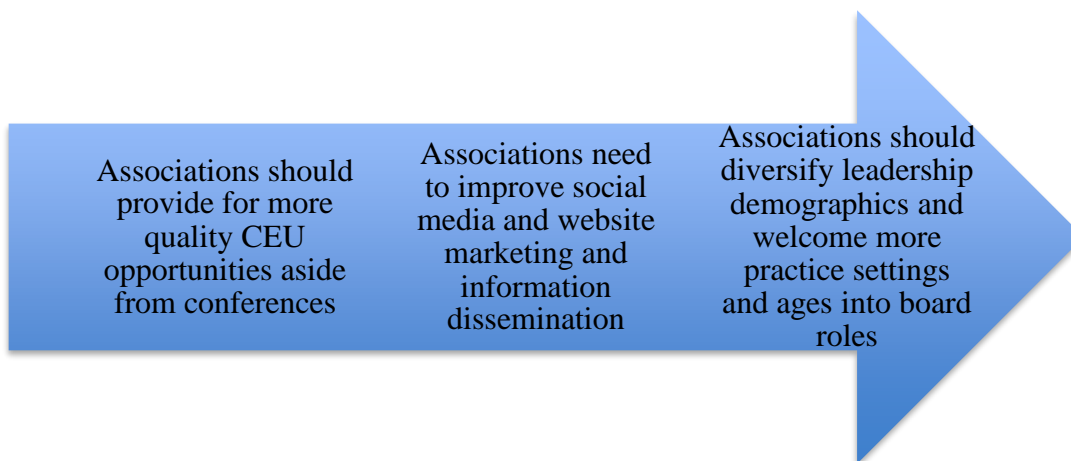 Associations should
provide for more
quality CEU
opportunities aside
from conferences
Associations need
to improve social
media and website
marketing and
information
dissemination
Associations should
diversify leadership
demographics and
welcome more
practice settings
and ages into board
roles